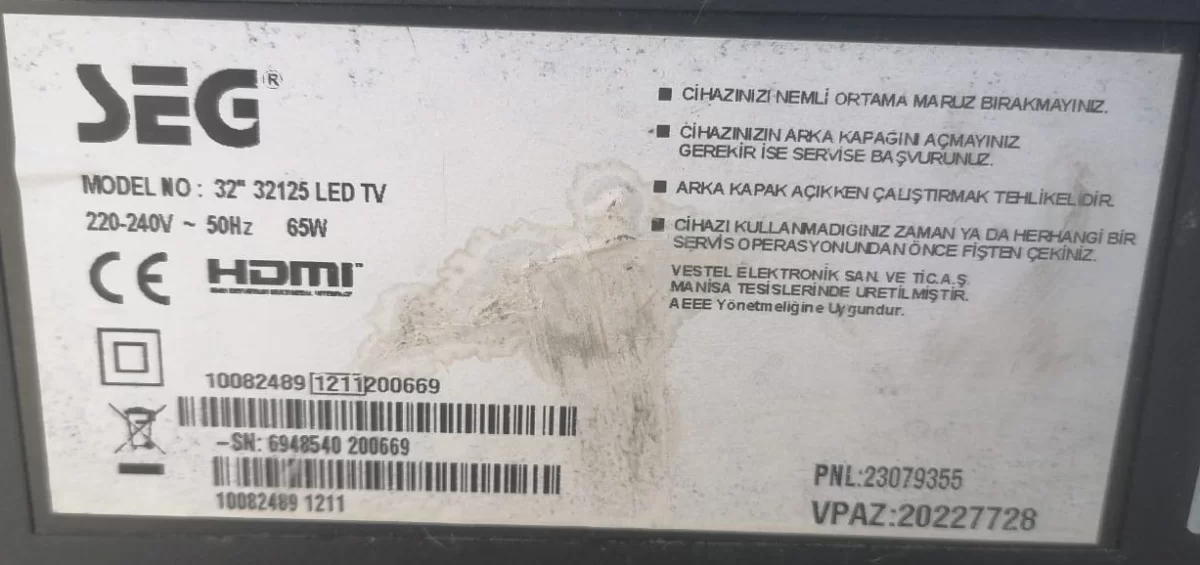 SEG®
MODEL NO : 32" 32125 LED TV
220-240V ~ 50Hz 65W
CE HDMI™
10082489 1211 200669
-SN: 6948540 200669
10082489 1211
■ CİHAZINIZI NEMLİ ORTAMA MARUZ BIRAKMAYINIZ.
■ CİHAZINIZIN ARKA KAPAĞINI AÇMAYINIZ
GEREKİR İSE SERVİSE BAŞVURUNUZ.
■ ARKA KAPAK AÇIKKEN ÇALIŞTIRMAK TEHLİKELİDİR.
■ CİHAZI KULLANMADIĞINIZ ZAMAN YA DA HERHANGİ BİR
SERVİS OPERASYONUNDAN ÖNCE FİŞTEN ÇEKİNİZ.
VESTEL ELEKTRONİK SAN. VE TİC.A.Ş.
MANİSA TESİSLERİNDE ÜRETİLMİŞTİR.
AEEE Yönetmeliğine Uygundur.
PNL:23079355
VPAZ:20227728